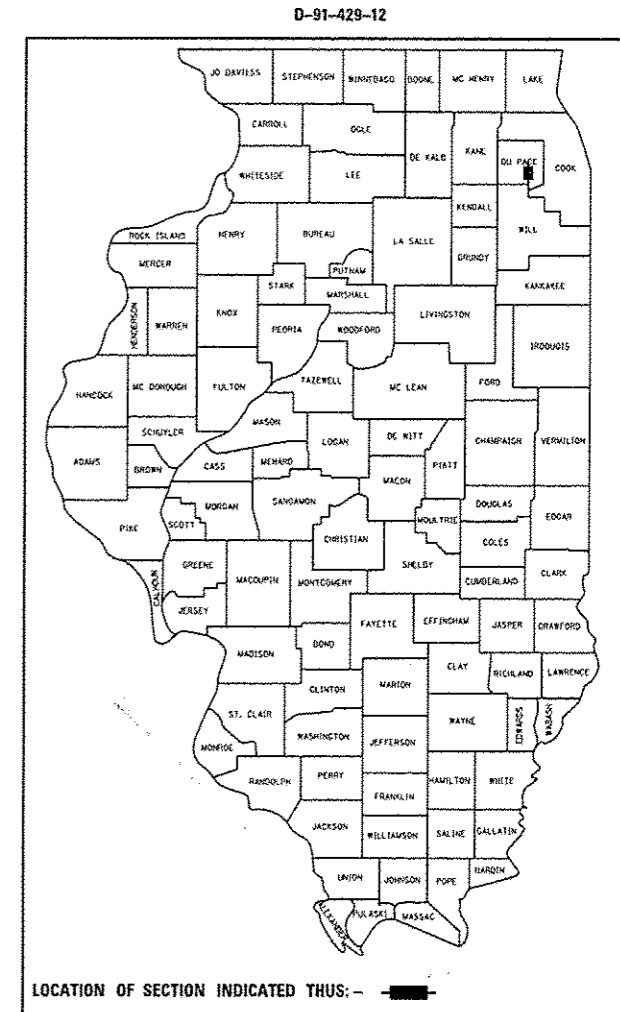 D-91-429-12
JO DAVIESS STEPHENSON WINNEBAGO BOONE MC HENRY LAKE
CARROLL OGLE
DE KALB KANE DU PAGE COOK
WHITESIDE LEE
KENDALL
ROCK ISLAND HENRY BUREAU LA SALLE WILL
MERCER PUTNAM GRUNDY
STARK MARSHALL KANKAKEE
HENDERSON WARREN KNOX PEORIA WOODFORD LIVINGSTON
IROQUOIS
HANCOCK MC DONOUGH FULTON TAZEWELL MC LEAN FORD
MASON
SCHUYLER LOGAN DE WITT CHAMPAIGN VERMILION
ADAMS BROWN CASS MENARD MACON PIATT
MORGAN SANGAMON DOUGLAS
PIKE SCOTT CHRISTIAN MOULTRIE EDGAR
COLES
GREENE MACOUPIN MONTGOMERY SHELBY
CALHOUN CUMBERLAND CLARK
JERSEY
FAYETTE EFFINGHAM JASPER CRAWFORD
MADISON BOND
CLAY RICHLAND LAWRENCE
CLINTON MARION
ST. CLAIR WAYNE EDWARDS WABASH
MONROE WASHINGTON JEFFERSON
RANDOLPH PERRY HAMILTON WHITE
FRANKLIN
JACKSON WILLIAMSON SALINE GALLATIN
UNION JOHNSON POPE HARDIN
ALEXANDER PULASKI MASSAC
LOCATION OF SECTION INDICATED THUS: -